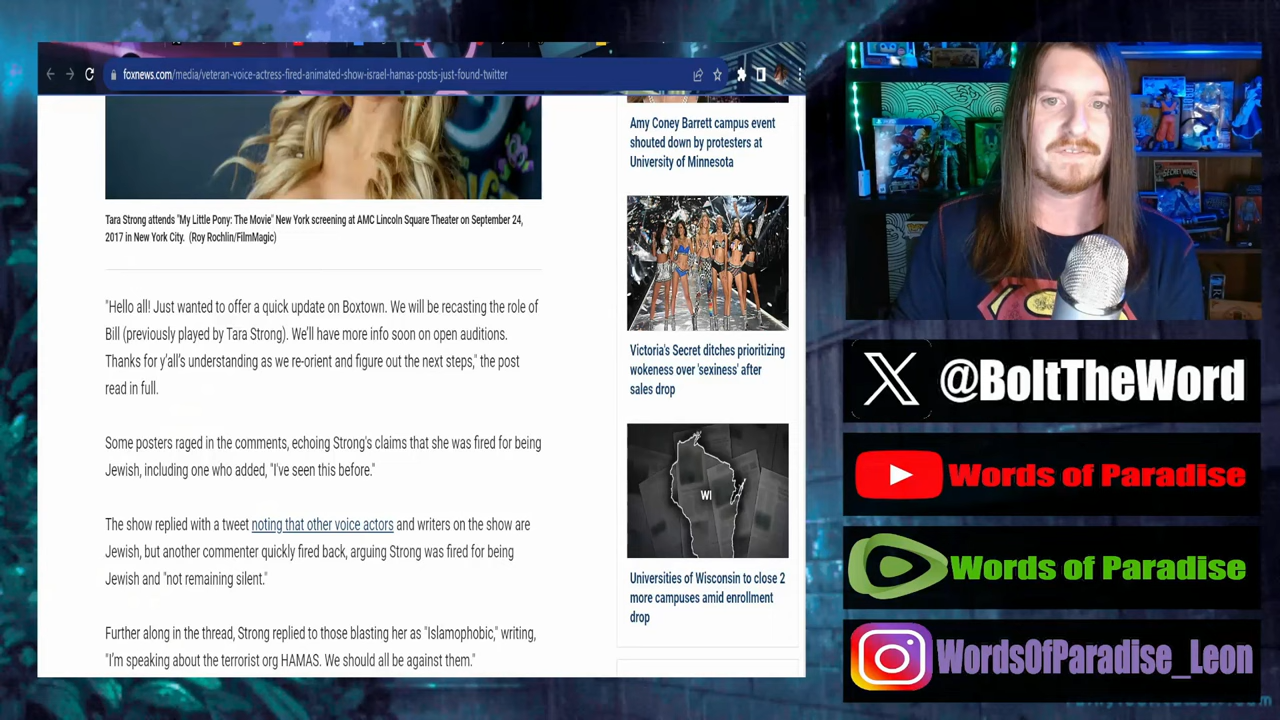 foxnews.com/media/veteran-voice-actress-fired-animated-show-israel-hamas-posts-just-found-twitter
Tara Strong attends "My Little Pony: The Movie" New York screening at AMC Lincoln Square Theater on September 24,
2017 in New York City. (Roy Rochlin/FilmMagic)
"Hello all! Just wanted to offer a quick update on Boxtown. We will be recasting the role of
Bill (previously played by Tara Strong). We'll have more info soon on open auditions.
Thanks for y'all's understanding as we re-orient and figure out the next steps," the post
read in full.
Some posters raged in the comments, echoing Strong's claims that she was fired for being
Jewish, including one who added, "I've seen this before."
The show replied with a tweet noting that other voice actors and writers on the show are
Jewish, but another commenter quickly fired back, arguing Strong was fired for being
Jewish and "not remaining silent."
Further along in the thread, Strong replied to those blasting her as "Islamophobic," writing,
"I'm speaking about the terrorist org HAMAS. We should all be against them."
Amy Coney Barrett campus event
shouted down by protesters at
University of Minnesota
Victoria's Secret ditches prioritizing
wokeness over 'sexiness' after
sales drop
WI
Universities of Wisconsin to close 2
more campuses amid enrollment
drop
@BoltTheWord
Words of Paradise
Words of Paradise
WordsOfParadise_Leon